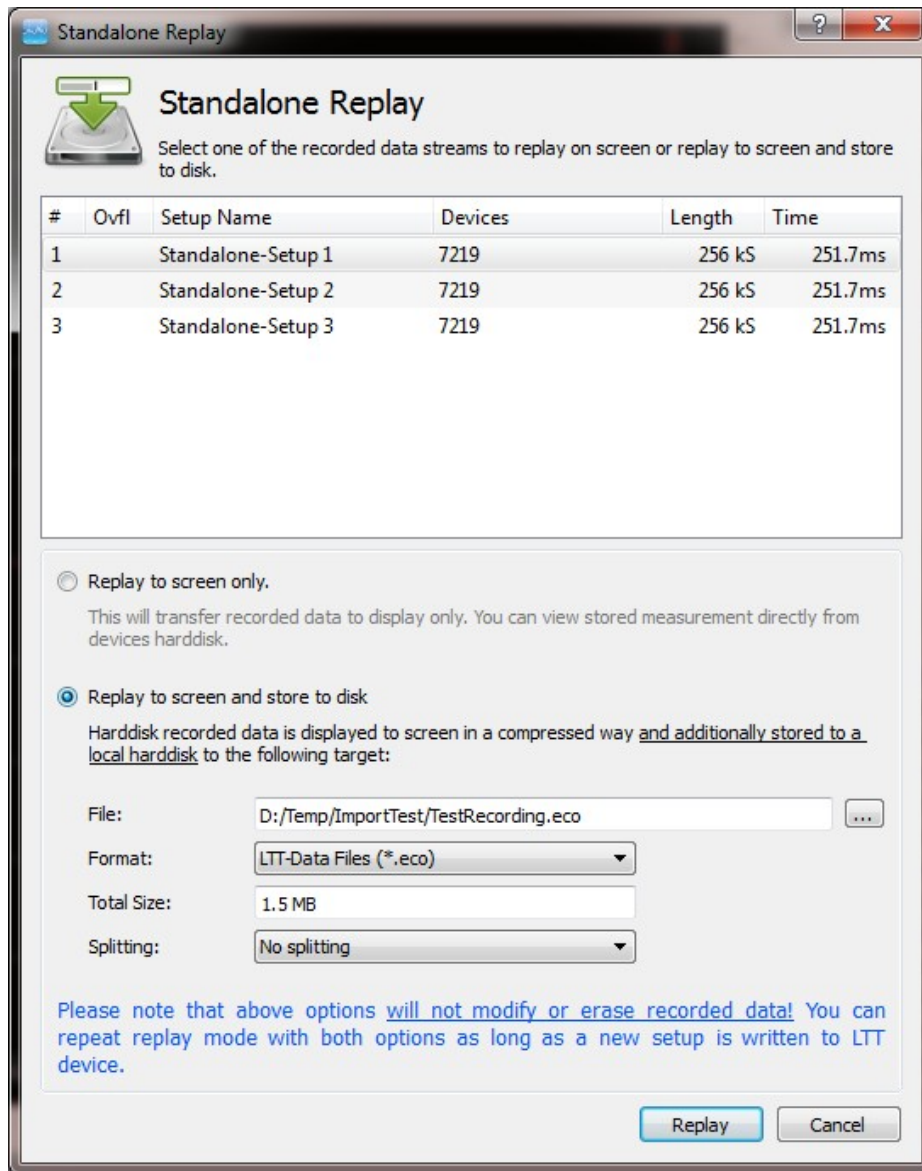 Standalone Replay
Standalone Replay
Select one of the recorded data streams to replay on screen or replay to screen and store
to disk.
# Ovfl Setup Name Devices Length Time
1 Standalone-Setup 1 7219 256 kS 251.7ms
2 Standalone-Setup 2 7219 256 kS 251.7ms
3 Standalone-Setup 3 7219 256 kS 251.7ms
Replay to screen only.
This will transfer recorded data to display only. You can view stored measurement directly from
devices harddisk.
Replay to screen and store to disk
Harddisk recorded data is displayed to screen in a compressed way and additionally stored to a
local harddisk to the following target:
File: D:/Temp/ImportTest/TestRecording.eco ...
Format: LTT-Data Files (*.eco)
Total Size: 1.5 MB
Splitting: No splitting
Please note that above options will not modify or erase recorded data! You can
repeat replay mode with both options as long as a new setup is written to LTT
device.
Replay Cancel